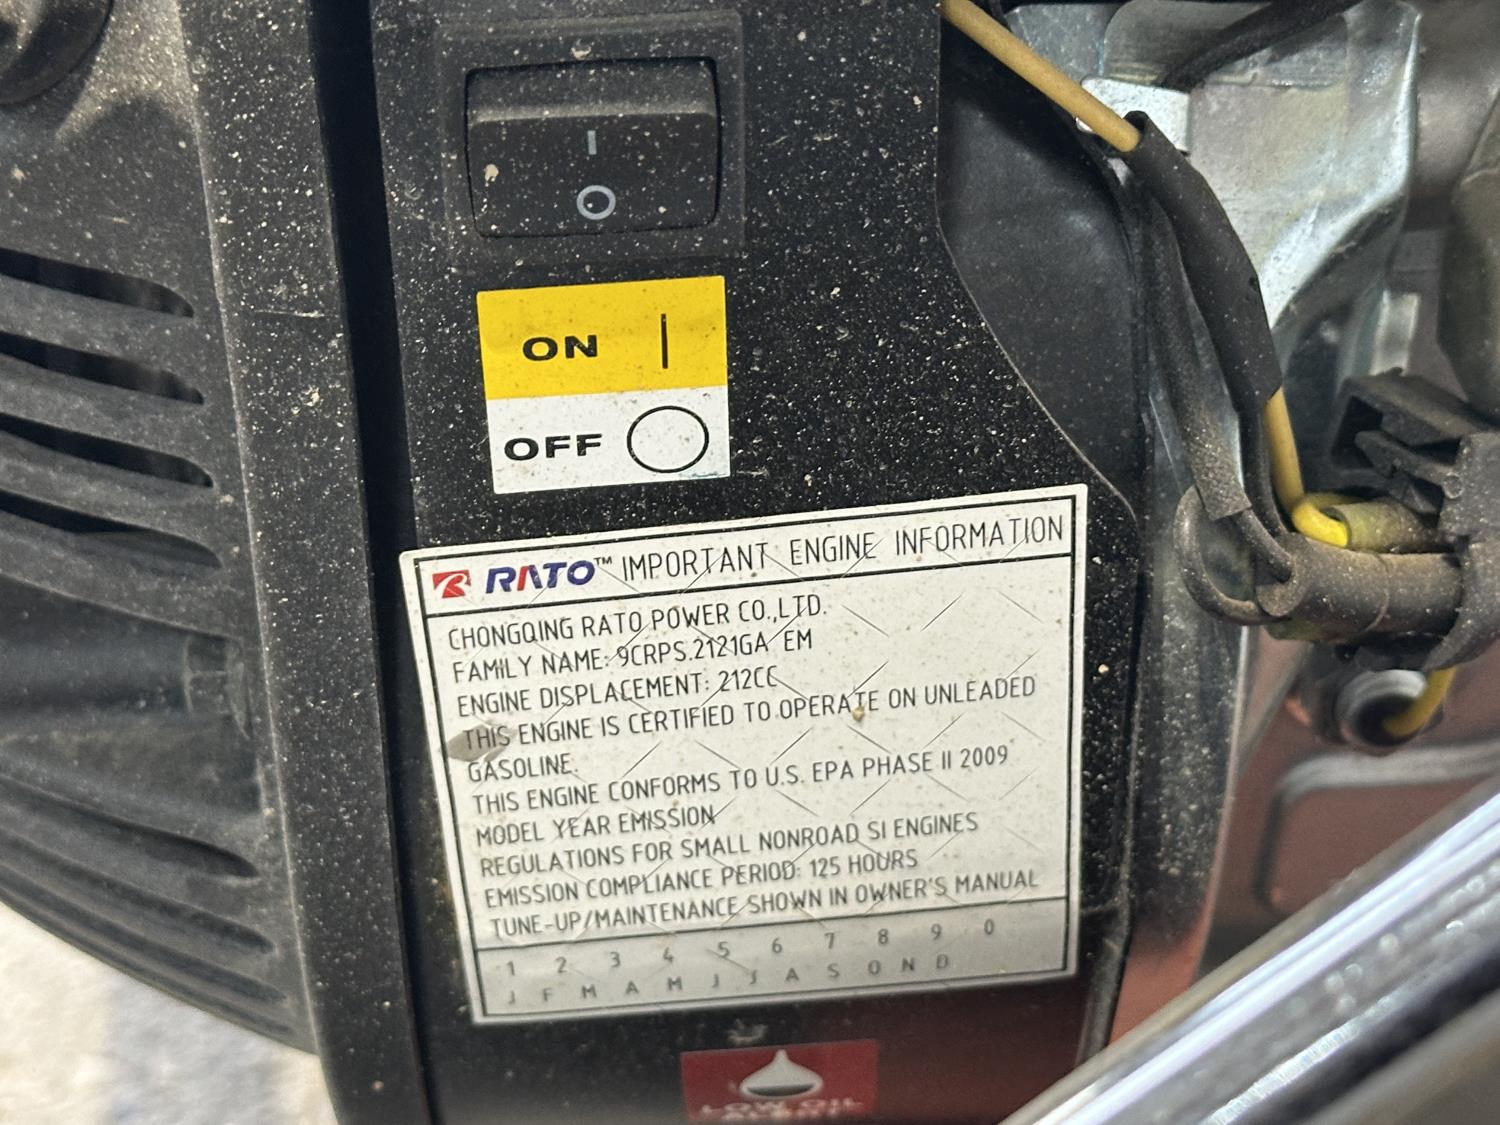 I
O
ON |
OFF O
RATO™ IMPORTANT ENGINE INFORMATION
CHONGQING RATO POWER CO.,LTD.
FAMILY NAME: 9CRPS.2121GA EM
ENGINE DISPLACEMENT: 212CC
THIS ENGINE IS CERTIFIED TO OPERATE ON UNLEADED
GASOLINE.
THIS ENGINE CONFORMS TO U.S. EPA PHASE II 2009
MODEL YEAR EMISSION
REGULATIONS FOR SMALL NONROAD SI ENGINES
EMISSION COMPLIANCE PERIOD: 125 HOURS
TUNE-UP/MAINTENANCE SHOWN IN OWNER'S MANUAL
1 2 3 4 5 6 7 8 9 0
J F M A M J J A S O N D
LOW OIL